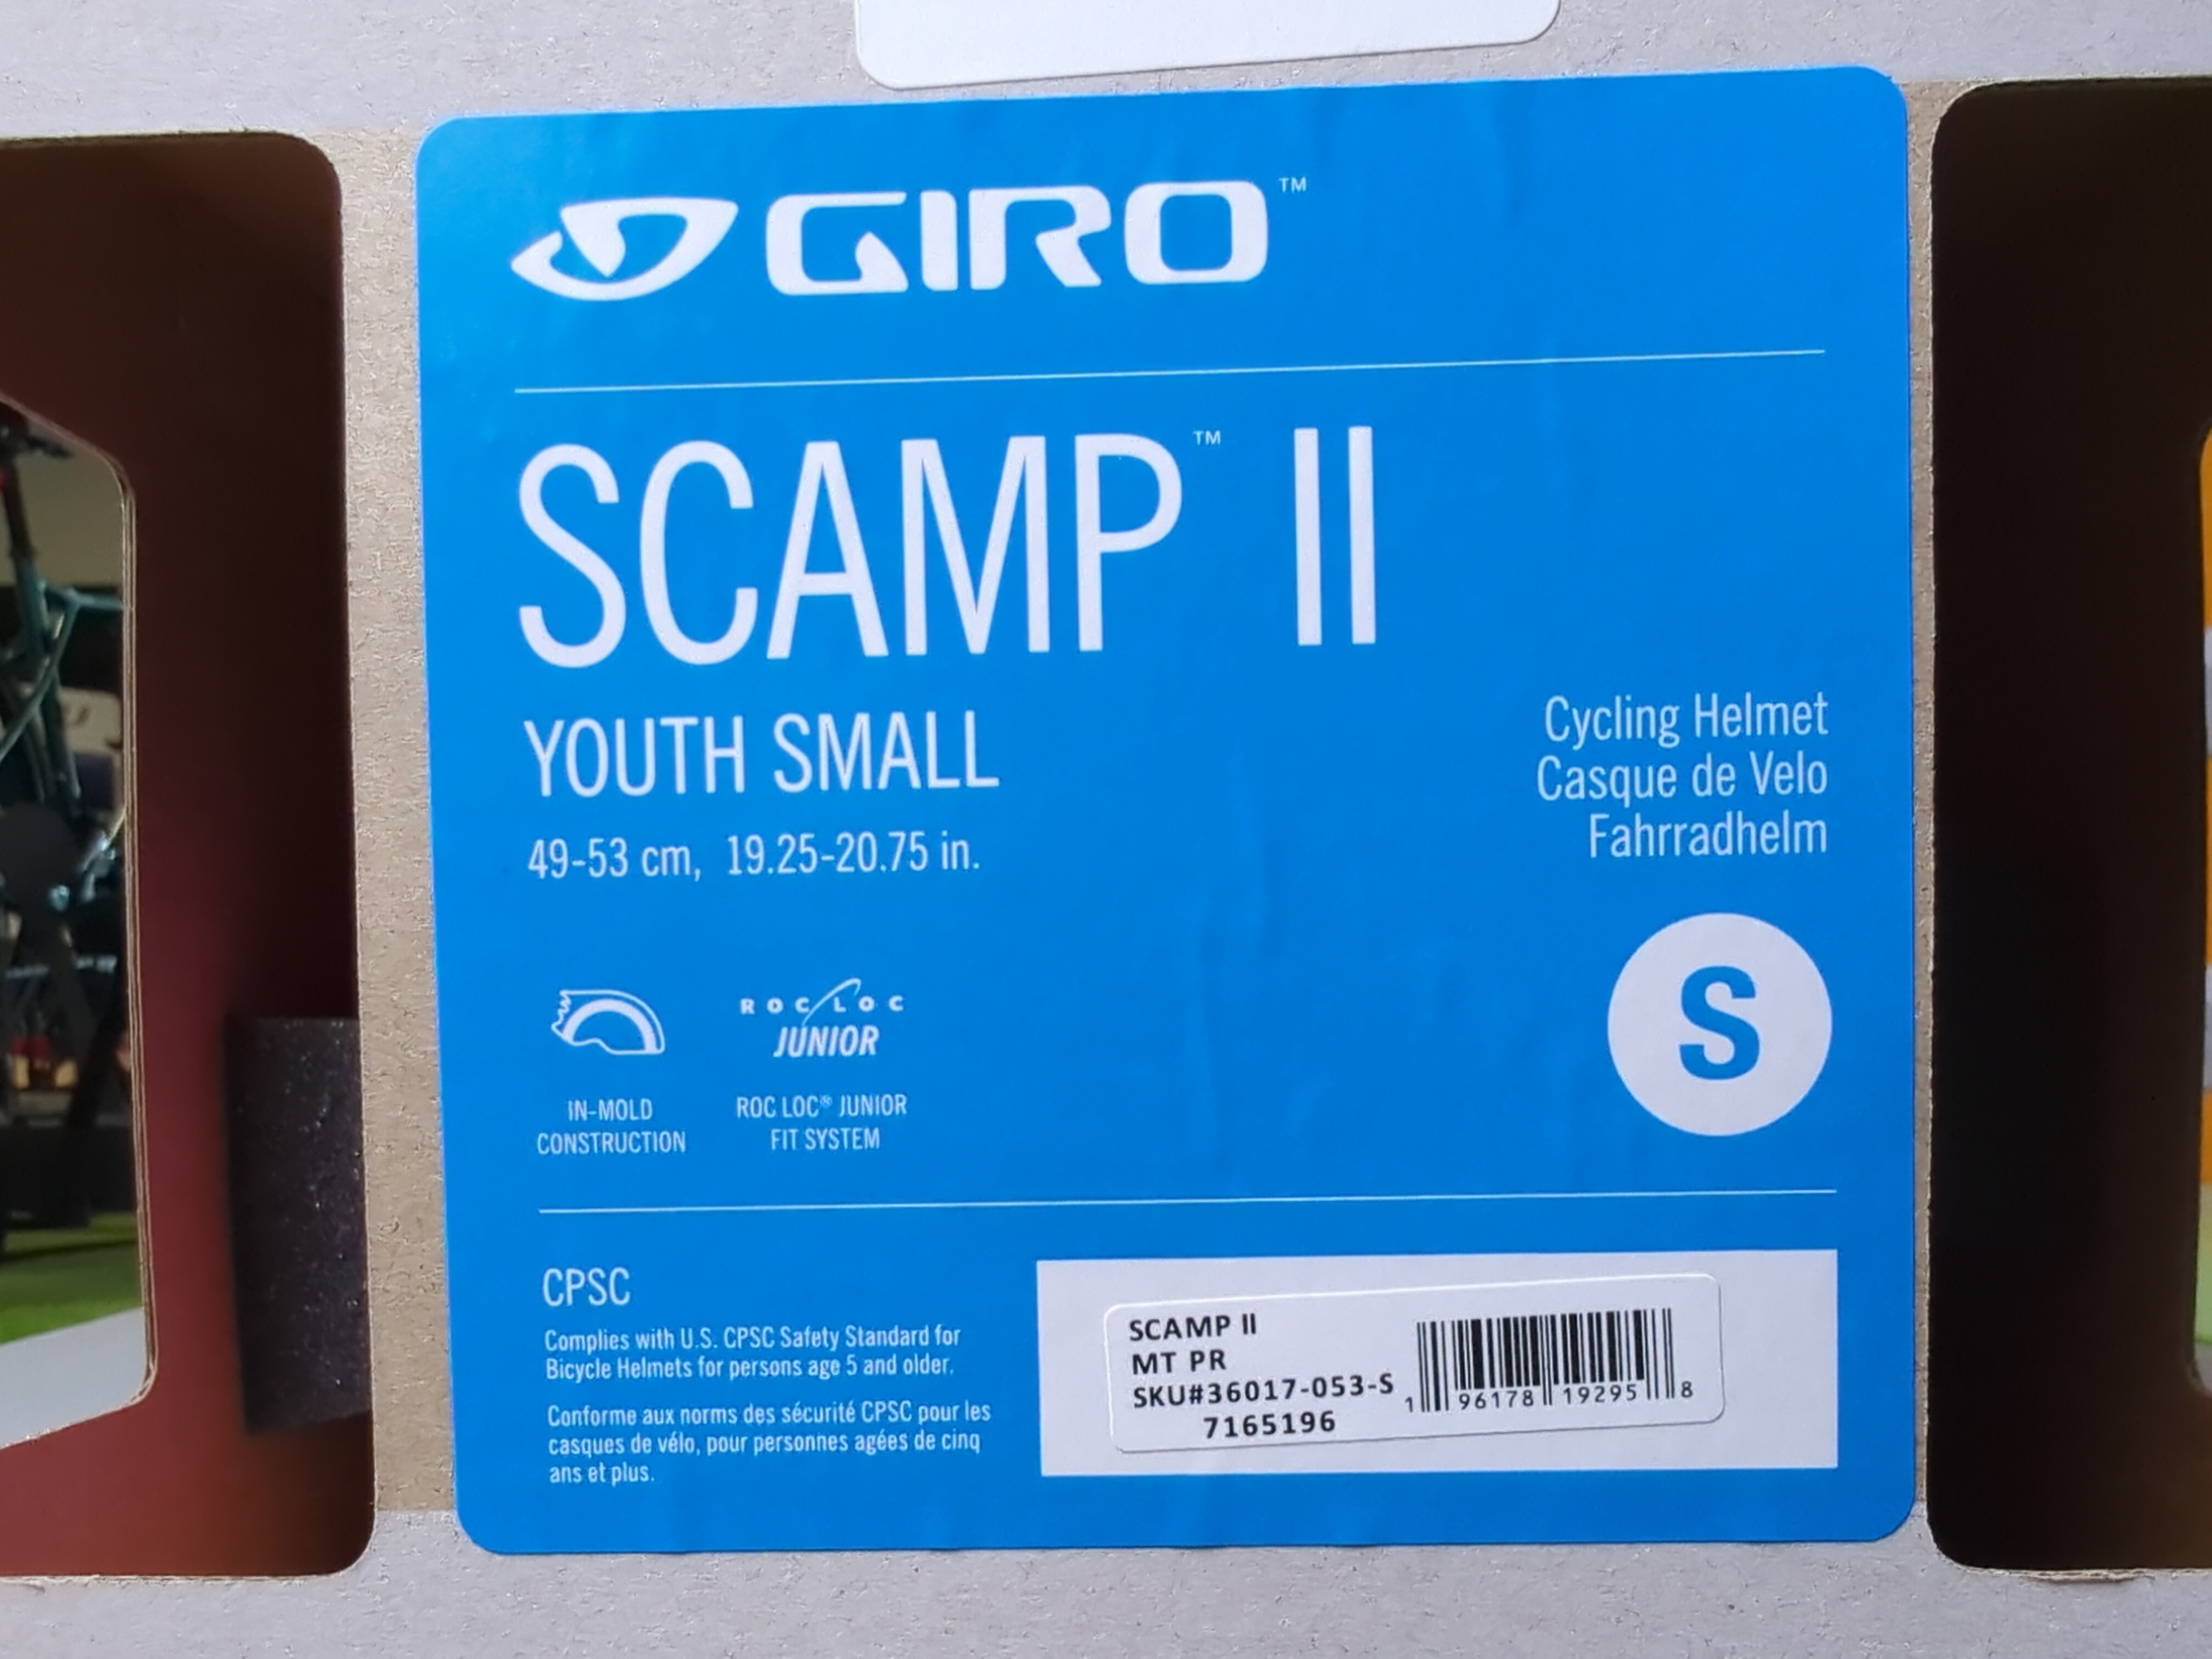 GIRO™
SCAMP™ II
YOUTH SMALL
49-53 cm, 19.25-20.75 in.
Cycling Helmet
Casque de Velo
Fahrradhelm
S
ROC LOC
JUNIOR
IN-MOLD
CONSTRUCTION
ROC LOC® JUNIOR
FIT SYSTEM
CPSC
Complies with U.S. CPSC Safety Standard for
Bicycle Helmets for persons age 5 and older.
Conforme aux norms des sécurité CPSC pour les
casques de vélo, pour personnes agées de cinq
ans et plus.
SCAMP II
MT PR
SKU#36017-053-S
7165196
1 96178 19295 8